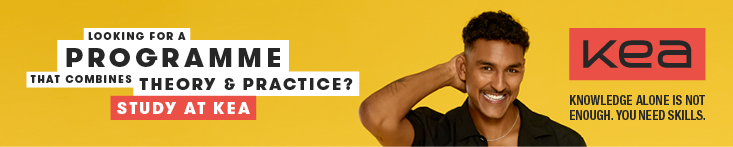 LOOKING FOR A
PROGRAMME
THAT COMBINES THEORY & PRACTICE?
STUDY AT KEA
kea
KNOWLEDGE ALONE IS NOT
ENOUGH. YOU NEED SKILLS.